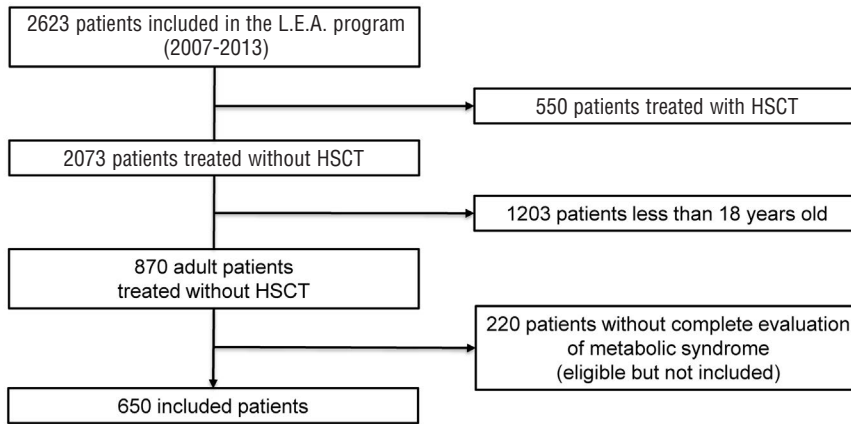 2623 patients included in the L.E.A. program
(2007-2013)
550 patients treated with HSCT
2073 patients treated without HSCT
1203 patients less than 18 years old
870 adult patients
treated without HSCT
220 patients without complete evaluation
of metabolic syndrome
(eligible but not included)
650 included patients